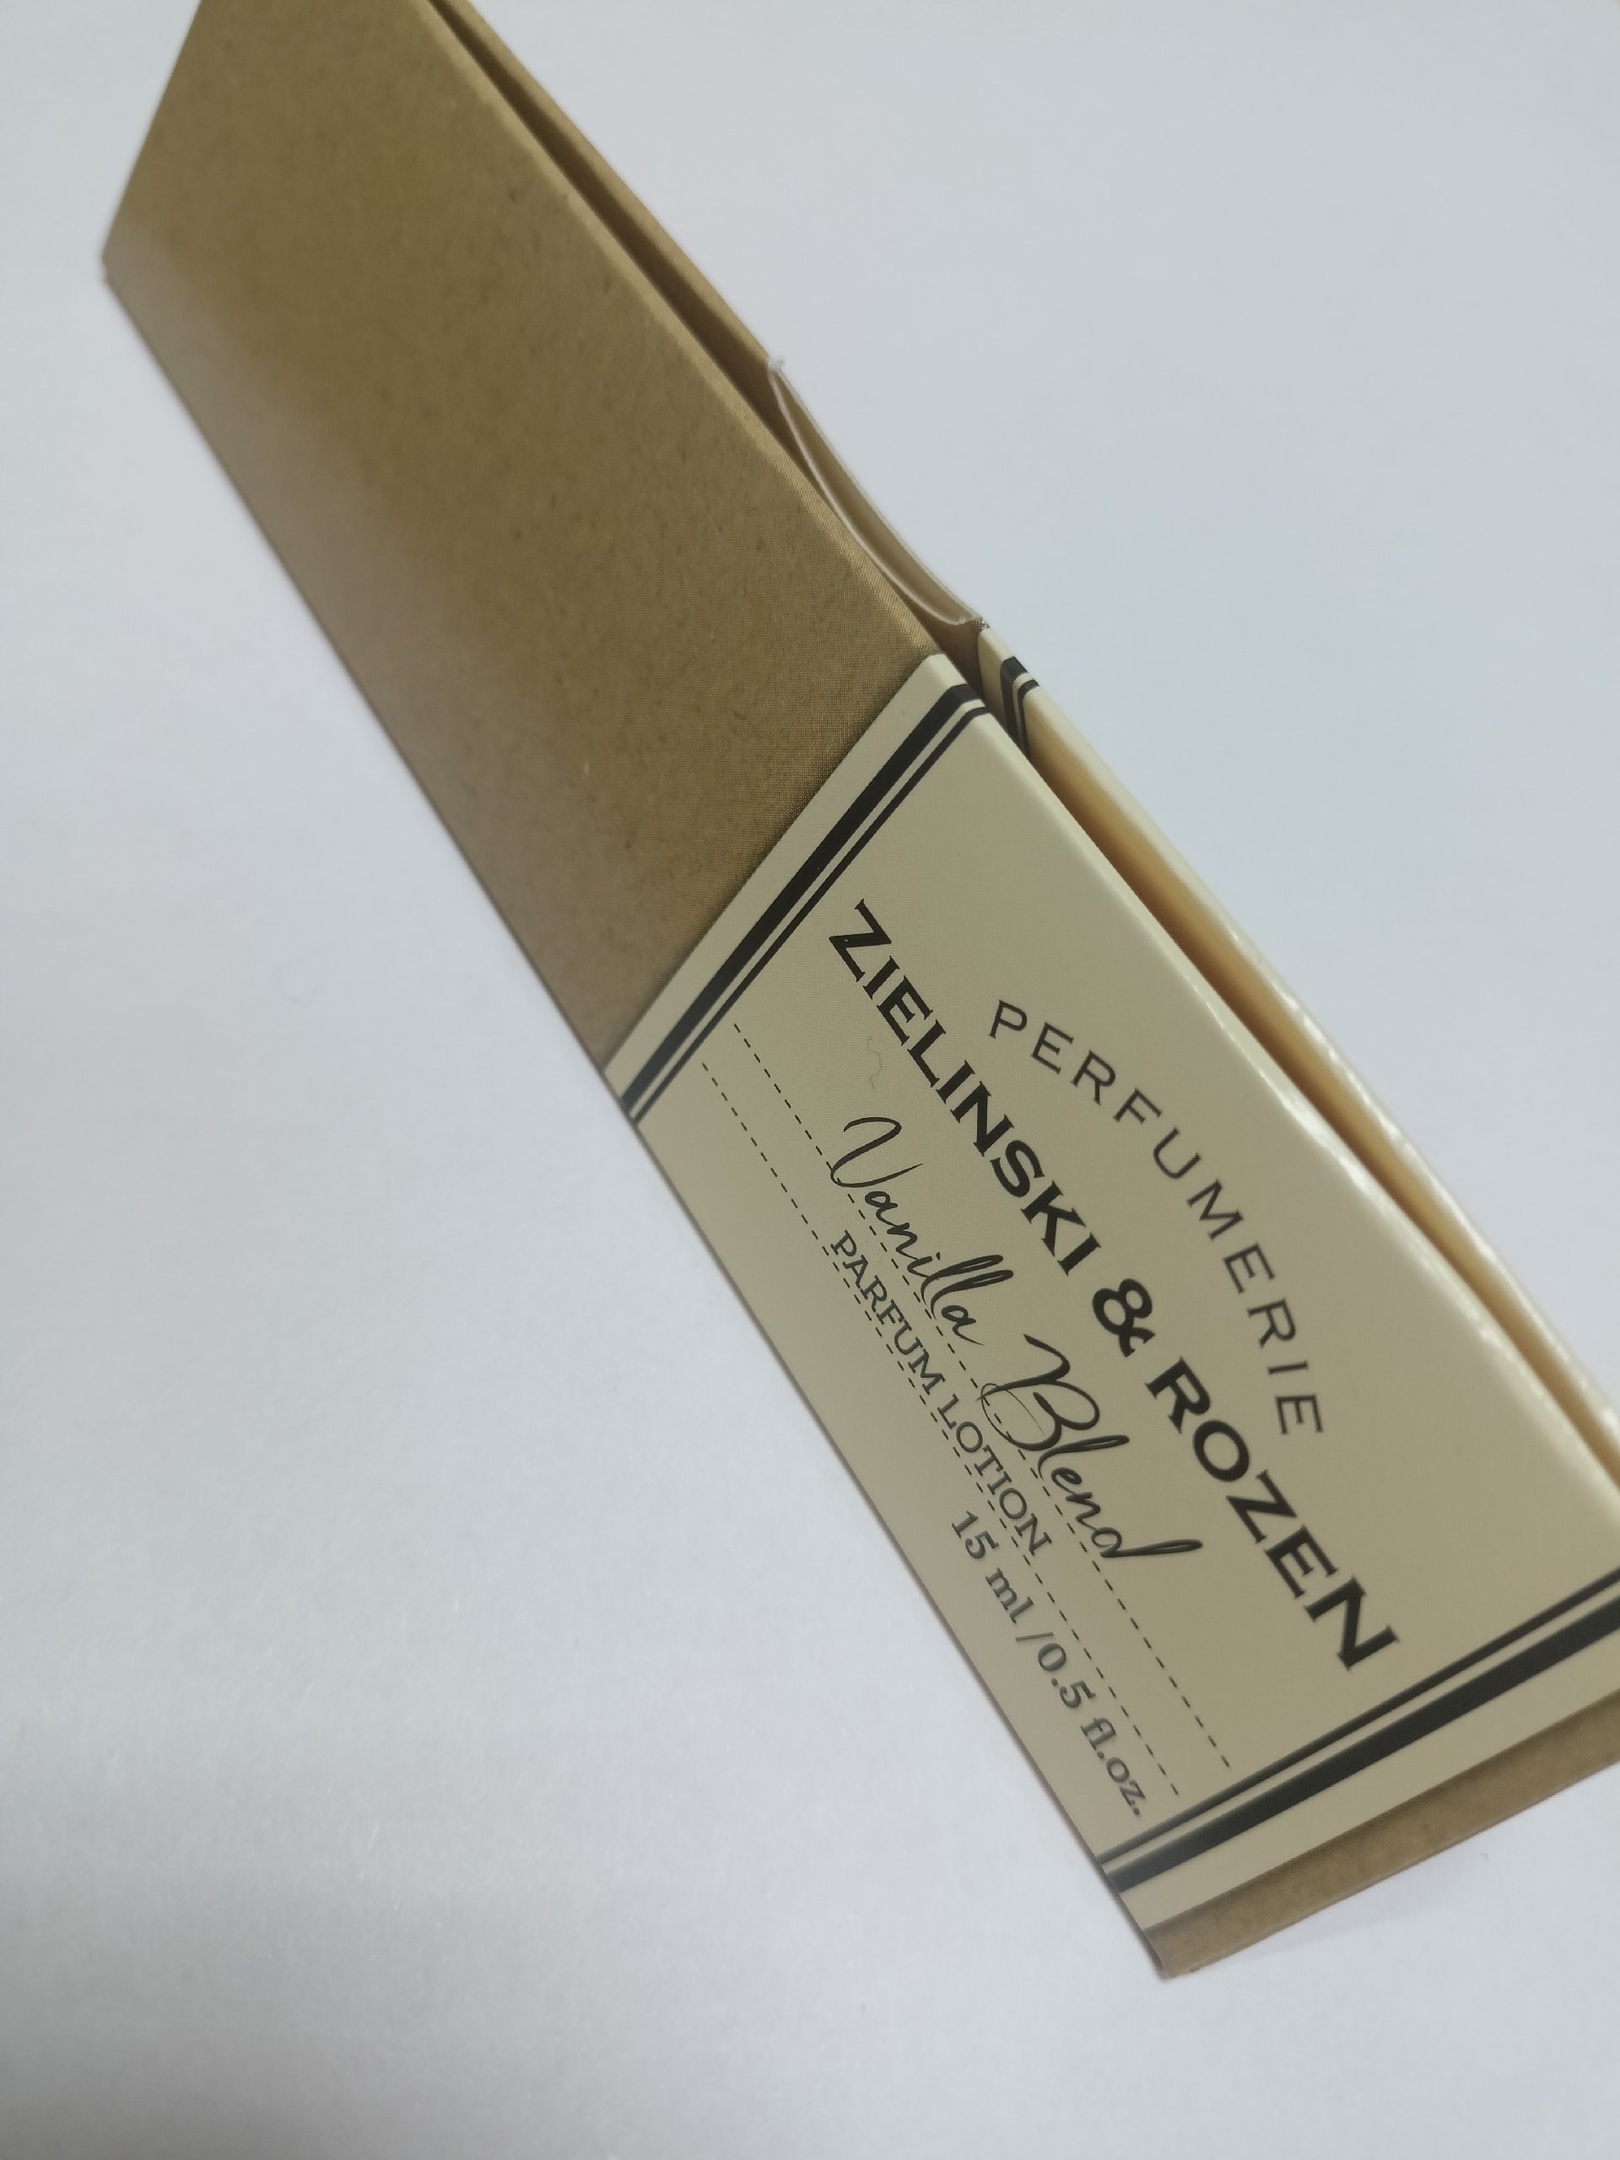 PERFUMERIE
ZIELINSKI & ROZEN
Vanilla Blend
PARFUM LOTION
15 ml /0.5 fl.oz.